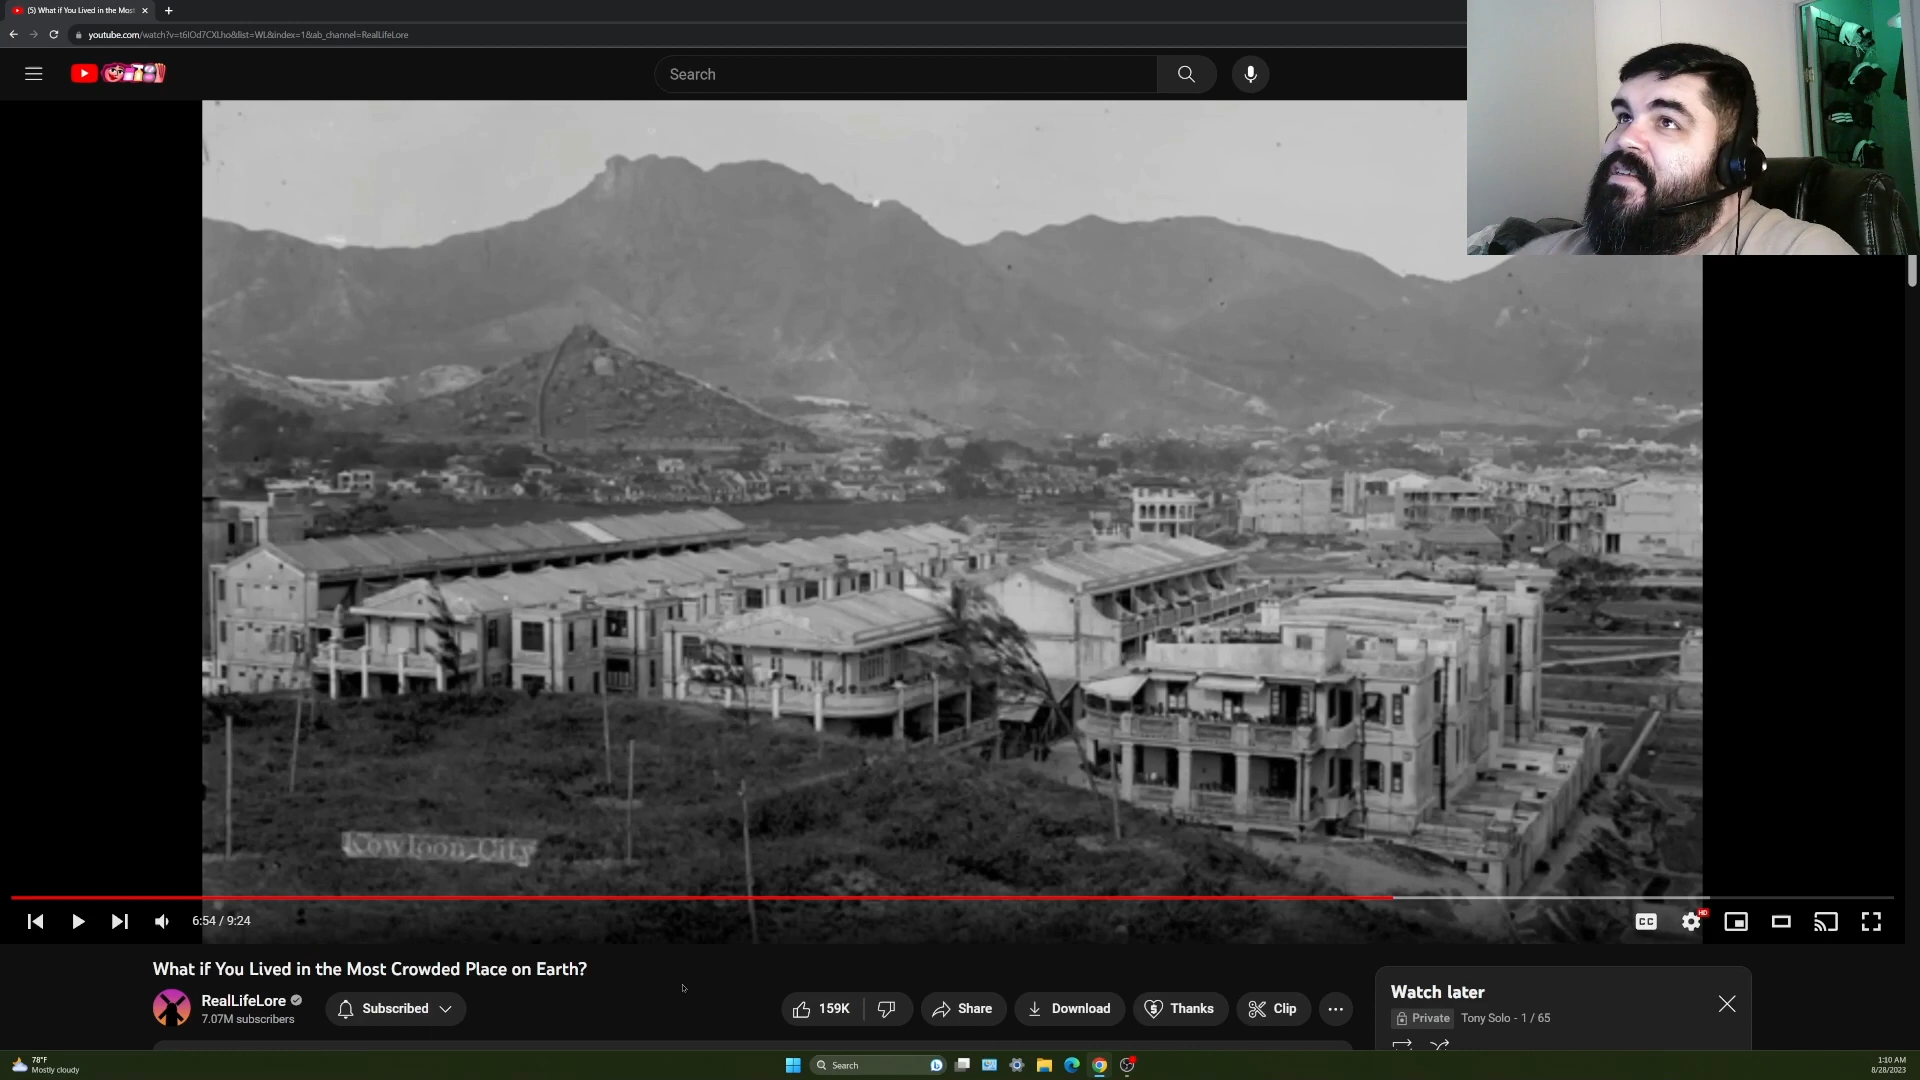 (5) What if You Lived in the Most
youtube.com/watch?v=t6IOd7CXLho&list=WL&index=1&ab_channel=RealLifeLore
Search
Kowloon City
6:54 / 9:24
CC
HD
What if You Lived in the Most Crowded Place on Earth?
RealLifeLore
7.07M subscribers
Subscribed
159K
Share
Download
Thanks
Clip
Watch later
Private
Tony Solo - 1 / 65
78°F
Mostly cloudy
Search
1:10 AM
8/28/2023